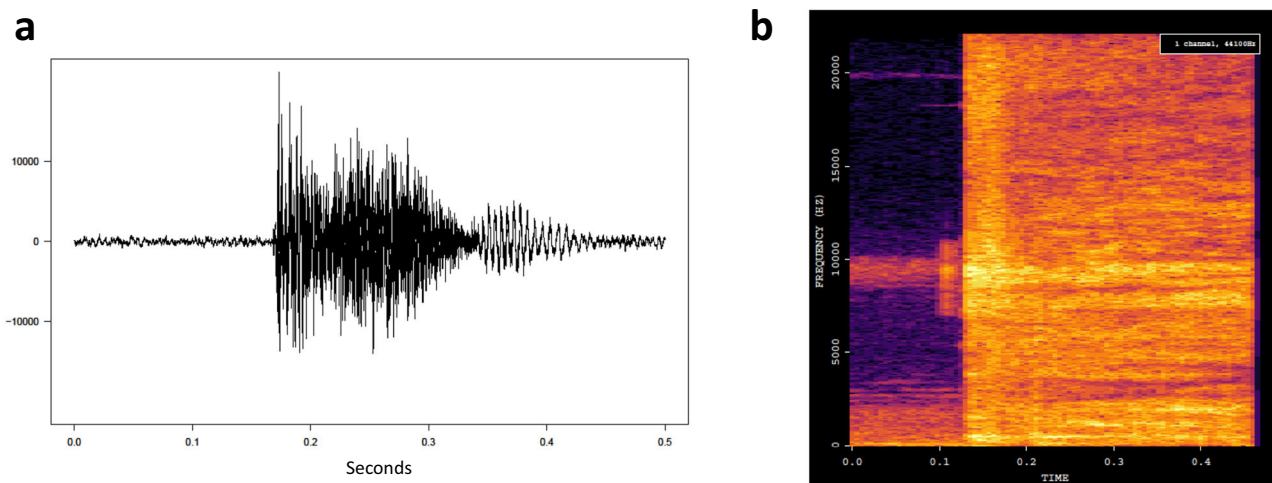 a
10000
0
−10000
0.0 0.1 0.2 0.3 0.4 0.5
Seconds
b
1 channel, 44100Hz
20000
15000
FREQUENCY (HZ)
10000
5000
0
0.0 0.1 0.2 0.3 0.4
TIME